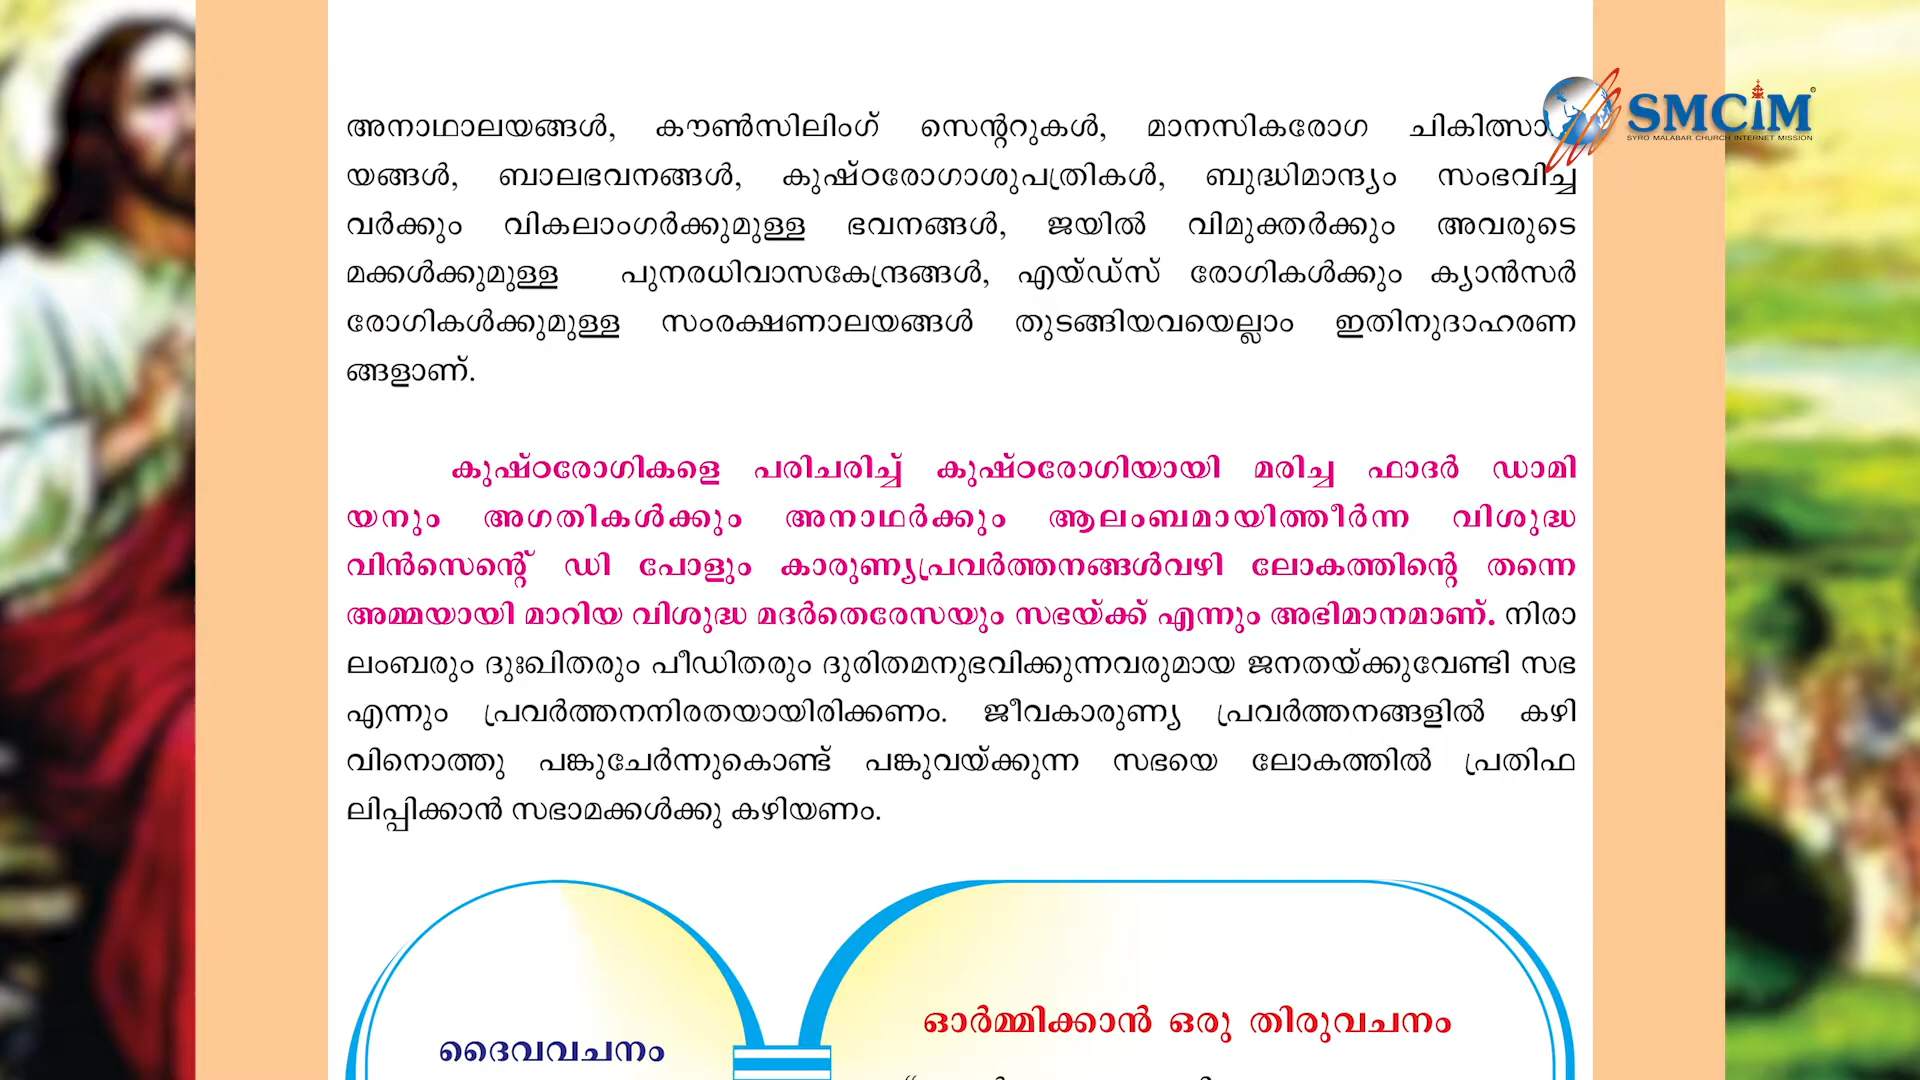 അനാഥാലയങ്ങൾ, കൗൺസിലിംഗ് സെന്ററുകൾ, മാനസികരോഗ ചികിത്സാ
യങ്ങൾ, ബാലഭവനങ്ങൾ, കുഷ്ഠരോഗാശുപത്രികൾ, ബുദ്ധിമാന്ദ്യം സംഭവിച്ച
വർക്കും വികലാംഗർക്കുമുള്ള ഭവനങ്ങൾ, ജയിൽ വിമുക്തർക്കും അവരുടെ
മക്കൾക്കുമുള്ള പുനരധിവാസകേന്ദ്രങ്ങൾ, എയ്ഡ്സ് രോഗികൾക്കും ക്യാൻസർ
രോഗികൾക്കുമുള്ള സംരക്ഷണാലയങ്ങൾ തുടങ്ങിയവയെല്ലാം ഇതിനുദാഹരണ
ങ്ങളാണ്.
കുഷ്ഠരോഗികളെ പരിചരിച്ച് കുഷ്ഠരോഗിയായി മരിച്ച ഫാദർ ഡാമി
യനും അഗതികൾക്കും അനാഥർക്കും ആലംബമായിത്തീർന്ന വിശുദ്ധ
വിൻസെന്റ് ഡി പോളും കാരുണ്യപ്രവർത്തനങ്ങൾവഴി ലോകത്തിന്റെ തന്നെ
അമ്മയായി മാറിയ വിശുദ്ധ മദർതെരേസയും സഭയ്ക്ക് എന്നും അഭിമാനമാണ്. നിരാ
ലംബരും ദുഃഖിതരും പീഡിതരും ദുരിതമനുഭവിക്കുന്നവരുമായ ജനതയ്ക്കുവേണ്ടി സഭ
എന്നും പ്രവർത്തനനിരതയായിരിക്കണം. ജീവകാരുണ്യ പ്രവർത്തനങ്ങളിൽ കഴി
വിനൊത്തു പങ്കുചേർന്നുകൊണ്ട് പങ്കുവയ്ക്കുന്ന സഭയെ ലോകത്തിൽ പ്രതിഫ
ലിപ്പിക്കാൻ സഭാമക്കൾക്കു കഴിയണം.
ഓർമ്മിക്കാൻ ഒരു തിരുവചനം
ദൈവവചനം
SMCIM
SYRO MALABAR CHURCH INTERNET MISSION